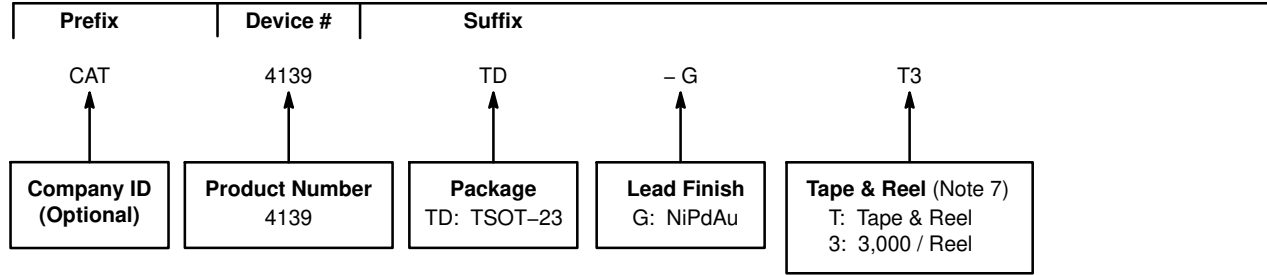 Prefix Device # Suffix
CAT 4139 TD – G T3
Company ID
(Optional)
Product Number
4139
Package
TD: TSOT−23
Lead Finish
G: NiPdAu
Tape & Reel (Note 7)
T: Tape & Reel
3: 3,000 / Reel